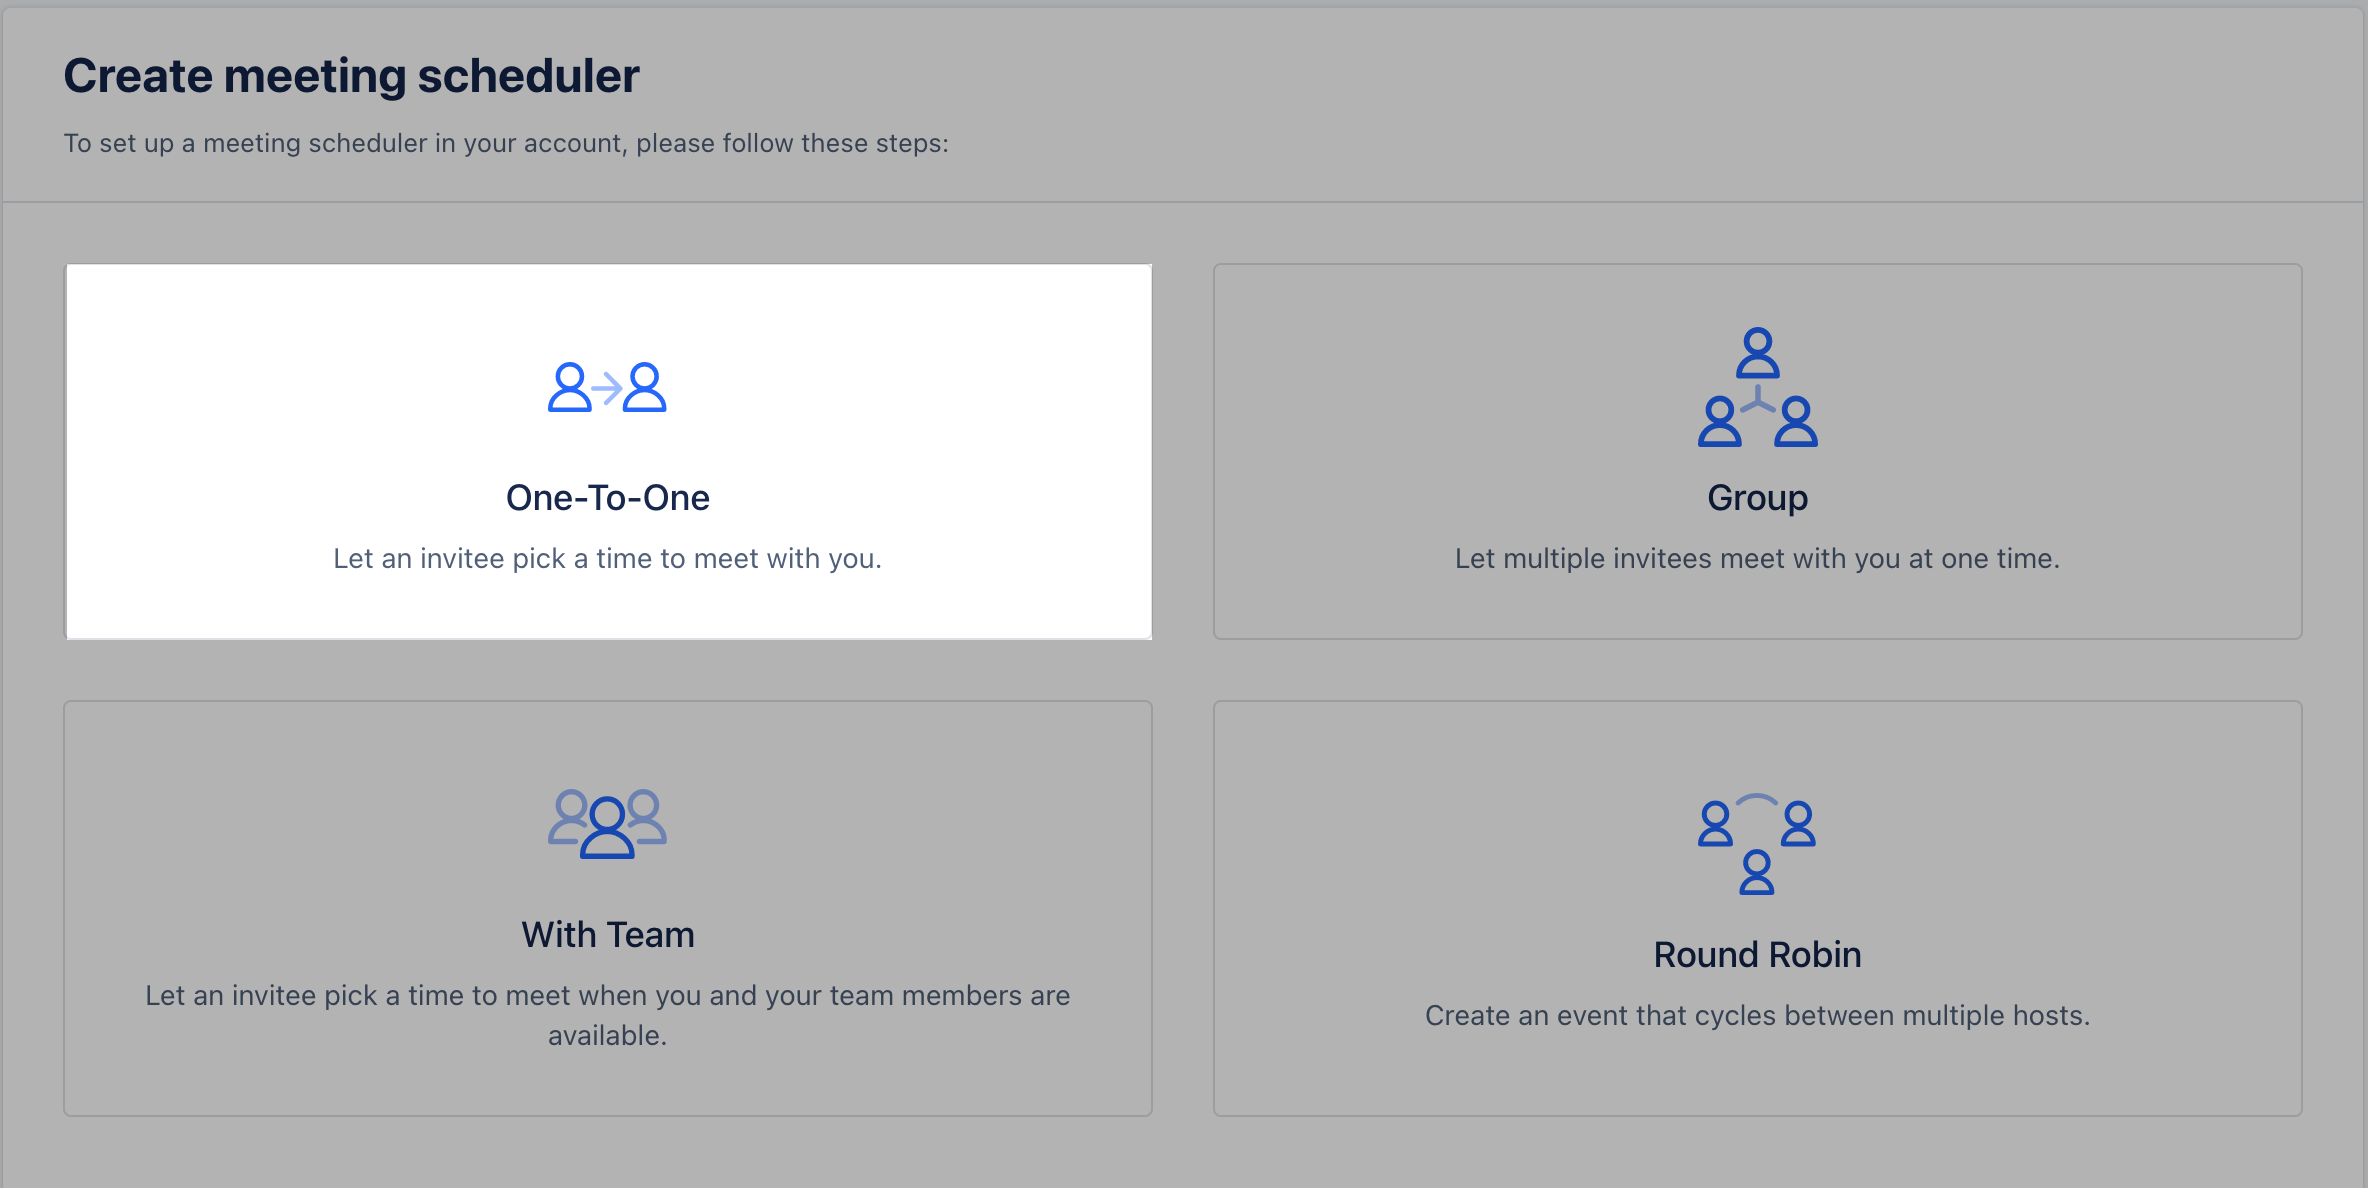 Create meeting scheduler
To set up a meeting scheduler in your account, please follow these steps:
One-To-One
Let an invitee pick a time to meet with you.
Group
Let multiple invitees meet with you at one time.
With Team
Let an invitee pick a time to meet when you and your team members are
available.
Round Robin
Create an event that cycles between multiple hosts.